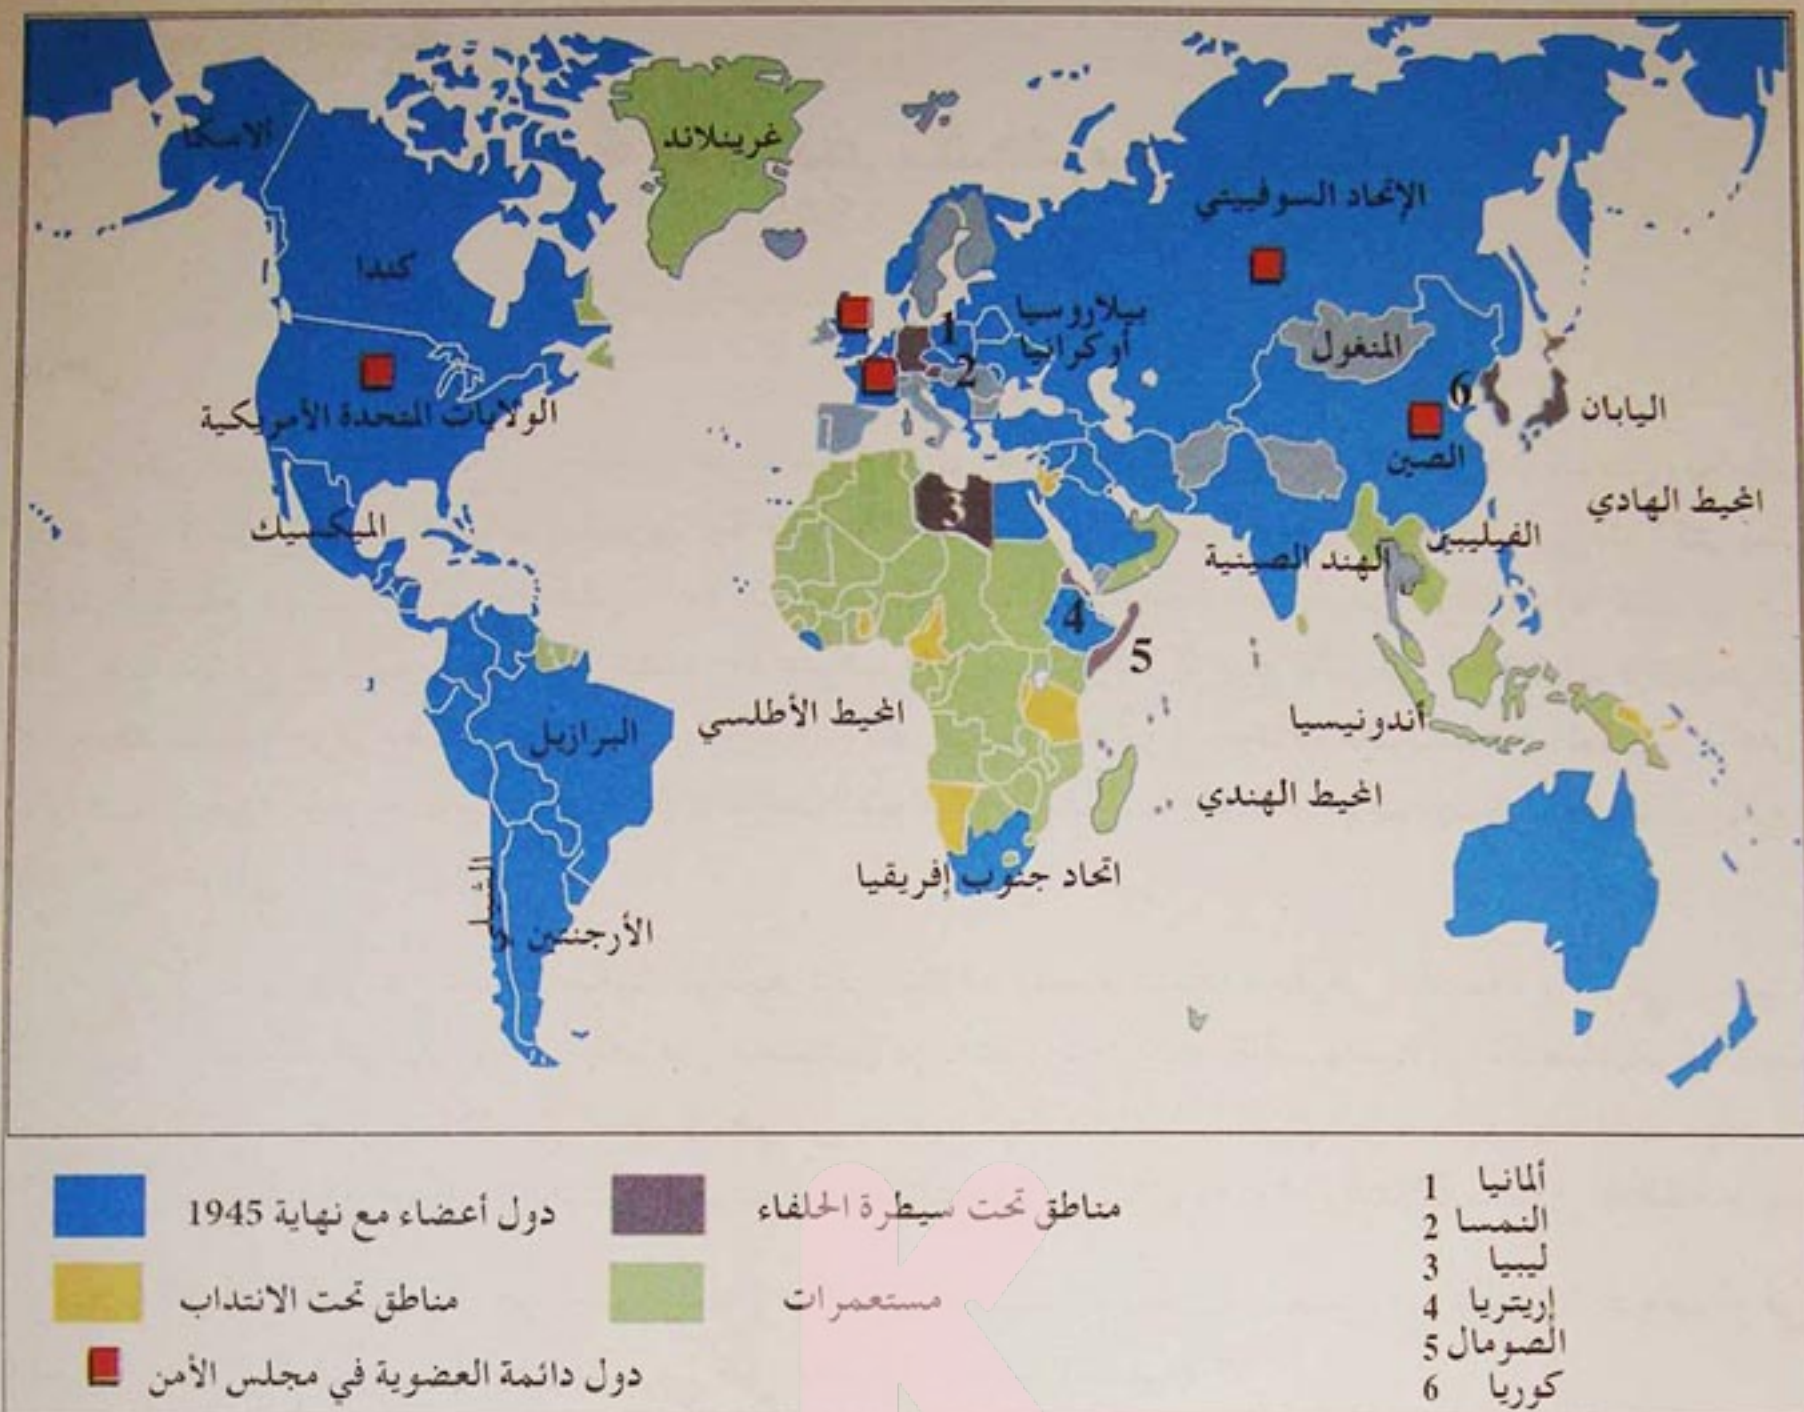 ألاسكا
غرينلاند
الإتحاد السوفييتي
كندا
بيلاروسيا
أوكرانيا
1
2
المنغول
6
اليابان
الصين
الولايات المتحدة الأمريكية
المحيط الهادي
الميكسيك
3
الفيليبين
الهند الصينية
4
5
المحيط الأطلسي
أندونيسيا
البرازيل
المحيط الهندي
اتحاد جنوب إفريقيا
الشيلي
الأرجنتين
دول أعضاء مع نهاية 1945
مناطق تحت سيطرة الحلفاء
مناطق تحت الانتداب
مستعمرات
دول دائمة العضوية في مجلس الأمن
ألمانيا 1
النمسا 2
ليبيا 3
إريتريا 4
الصومال 5
كوريا 6
K